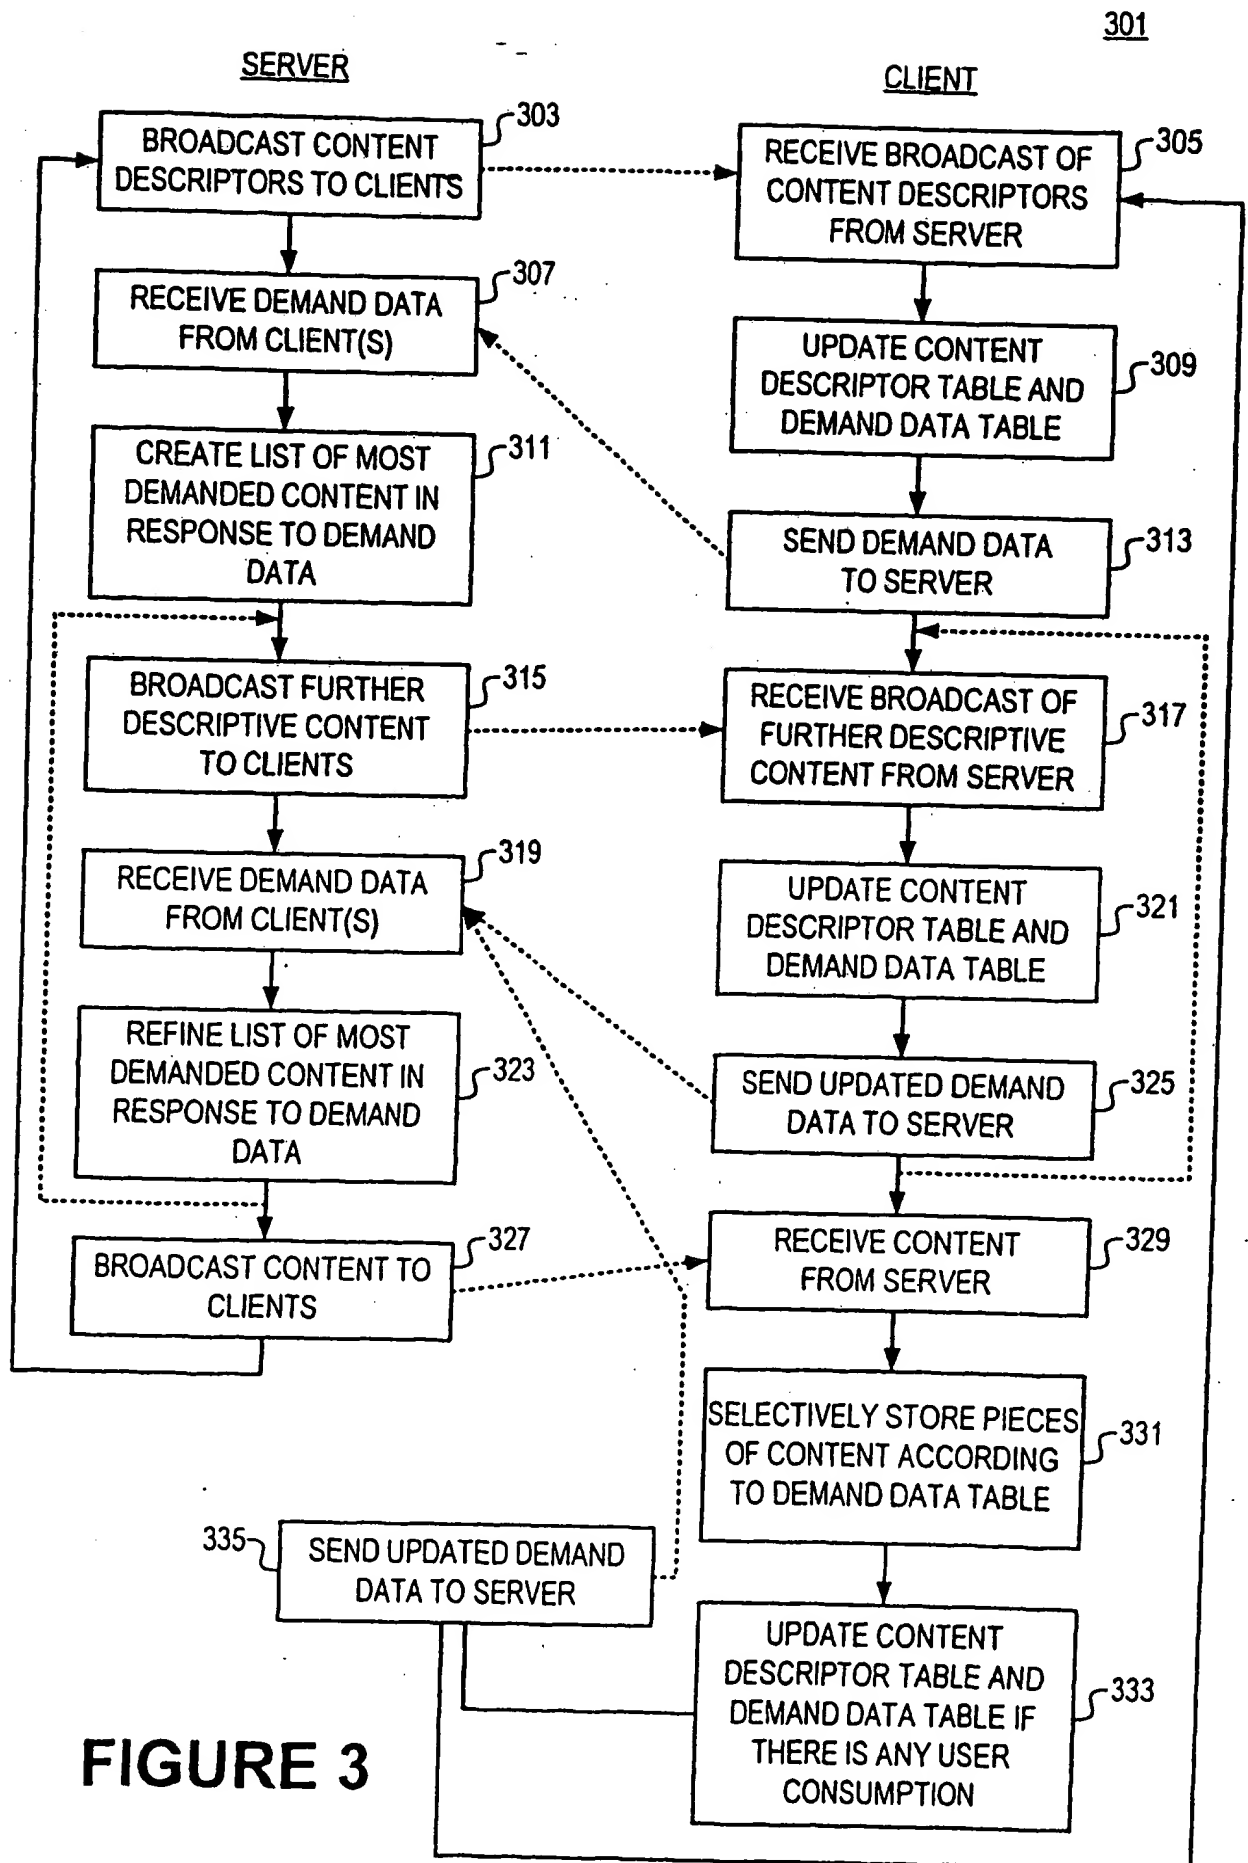 301
SERVER
CLIENT
303
BROADCAST CONTENT
DESCRIPTORS TO CLIENTS
305
RECEIVE BROADCAST OF
CONTENT DESCRIPTORS
FROM SERVER
307
RECEIVE DEMAND DATA
FROM CLIENT(S)
309
UPDATE CONTENT
DESCRIPTOR TABLE AND
DEMAND DATA TABLE
311
CREATE LIST OF MOST
DEMANDED CONTENT IN
RESPONSE TO DEMAND
DATA
313
SEND DEMAND DATA
TO SERVER
315
BROADCAST FURTHER
DESCRIPTIVE CONTENT
TO CLIENTS
317
RECEIVE BROADCAST OF
FURTHER DESCRIPTIVE
CONTENT FROM SERVER
319
RECEIVE DEMAND DATA
FROM CLIENT(S)
321
UPDATE CONTENT
DESCRIPTOR TABLE AND
DEMAND DATA TABLE
323
REFINE LIST OF MOST
DEMANDED CONTENT IN
RESPONSE TO DEMAND
DATA
325
SEND UPDATED DEMAND
DATA TO SERVER
327
BROADCAST CONTENT TO
CLIENTS
329
RECEIVE CONTENT
FROM SERVER
331
SELECTIVELY STORE PIECES
OF CONTENT ACCORDING
TO DEMAND DATA TABLE
335
SEND UPDATED DEMAND
DATA TO SERVER
333
UPDATE CONTENT
DESCRIPTOR TABLE AND
DEMAND DATA TABLE IF
THERE IS ANY USER
CONSUMPTION
FIGURE 3